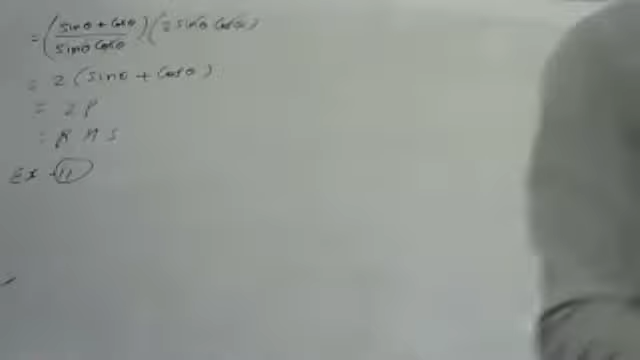 = (sinθ + cosθ / sinθ cosθ) (2 sinθ cosθ)
= 2 (sinθ + cosθ)
= 2P
= R H S
Ex - 11